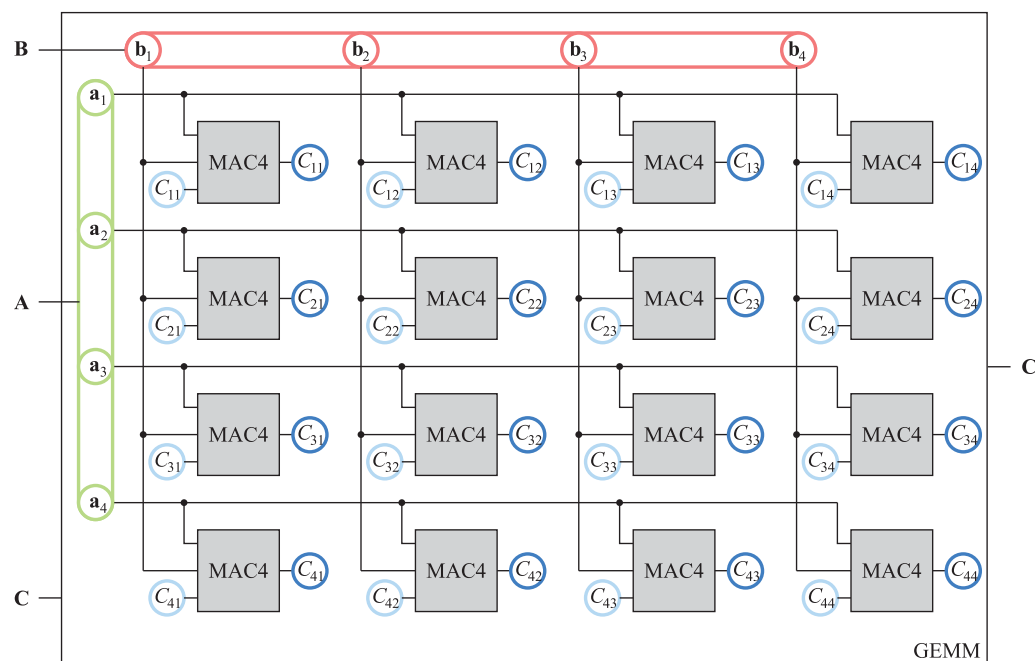 B b1 b2 b3 b4
a1
MAC4 C11 MAC4 C12 MAC4 C13 MAC4 C14
C11 C12 C13 C14
a2
MAC4 C21 MAC4 C22 MAC4 C23 MAC4 C24
A
C21 C22 C23 C24
a3 C
MAC4 C31 MAC4 C32 MAC4 C33 MAC4 C34
C31 C32 C33 C34
a4
MAC4 C41 MAC4 C42 MAC4 C43 MAC4 C44
C C41 C42 C43 C44
GEMM